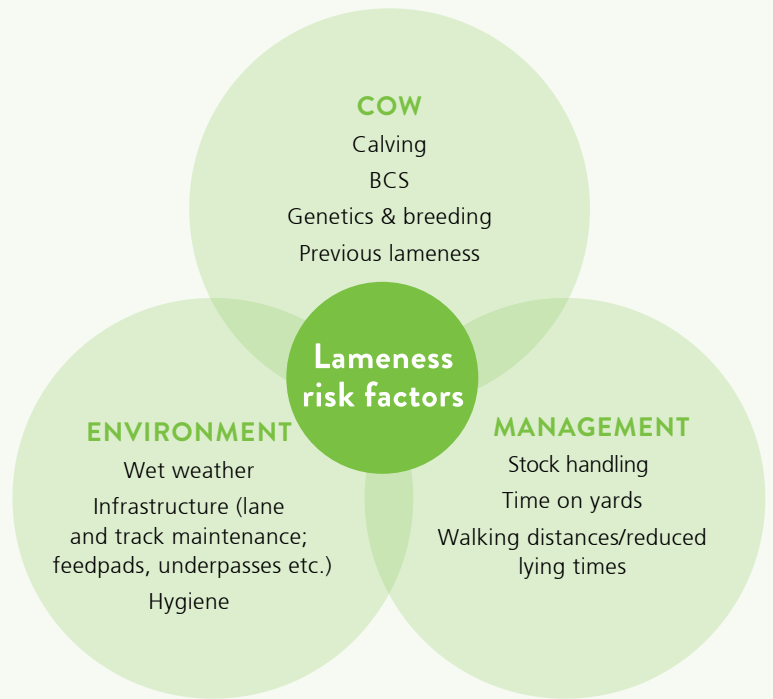 COW
Calving
BCS
Genetics & breeding
Previous lameness
Lameness
risk factors
ENVIRONMENT
Wet weather
Infrastructure (lane
and track maintenance;
feedpads, underpasses etc.)
Hygiene
MANAGEMENT
Stock handling
Time on yards
Walking distances/reduced
lying times